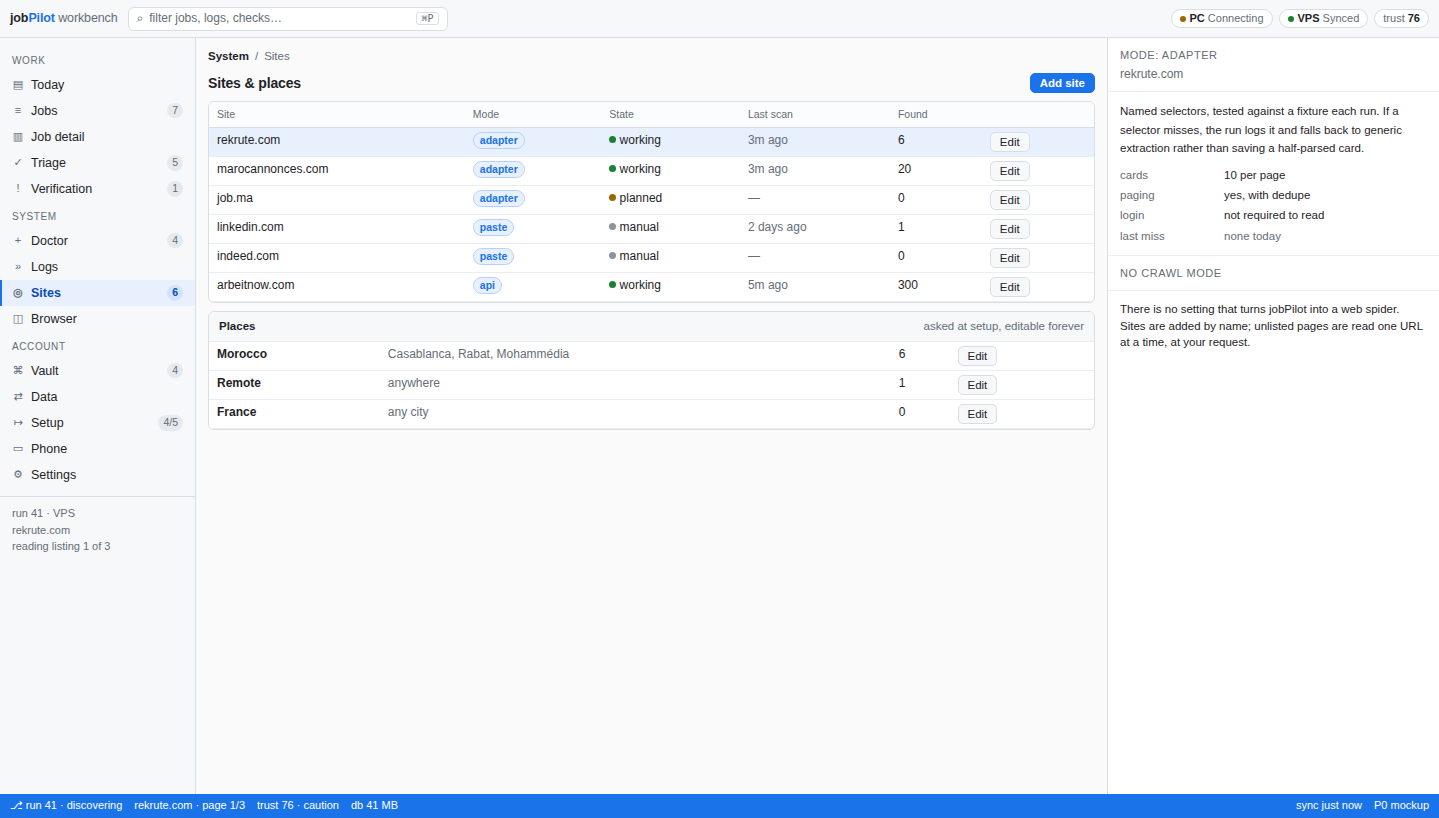 jobPilot workbench
filter jobs, logs, checks… ⌘P
PC Connecting
VPS Synced
trust 76
WORK
Today
Jobs 7
Job detail
Triage 5
Verification 1
SYSTEM
Doctor 4
Logs
Sites 6
Browser
ACCOUNT
Vault 4
Data
Setup 4/5
Phone
Settings
run 41 · VPS
rekrute.com
reading listing 1 of 3
System / Sites
Sites & places
Add site
Site Mode State Last scan Found
rekrute.com adapter working 3m ago 6 Edit
marocannonces.com adapter working 3m ago 20 Edit
job.ma adapter planned — 0 Edit
linkedin.com paste manual 2 days ago 1 Edit
indeed.com paste manual — 0 Edit
arbeitnow.com api working 5m ago 300 Edit
Places asked at setup, editable forever
Morocco Casablanca, Rabat, Mohammédia 6 Edit
Remote anywhere 1 Edit
France any city 0 Edit
MODE: ADAPTER
rekrute.com
Named selectors, tested against a fixture each run. If a
selector misses, the run logs it and falls back to generic
extraction rather than saving a half-parsed card.
cards 10 per page
paging yes, with dedupe
login not required to read
last miss none today
NO CRAWL MODE
There is no setting that turns jobPilot into a web spider.
Sites are added by name; unlisted pages are read one URL
at a time, at your request.
⎇ run 41 · discovering rekrute.com · page 1/3 trust 76 · caution db 41 MB
sync just now P0 mockup